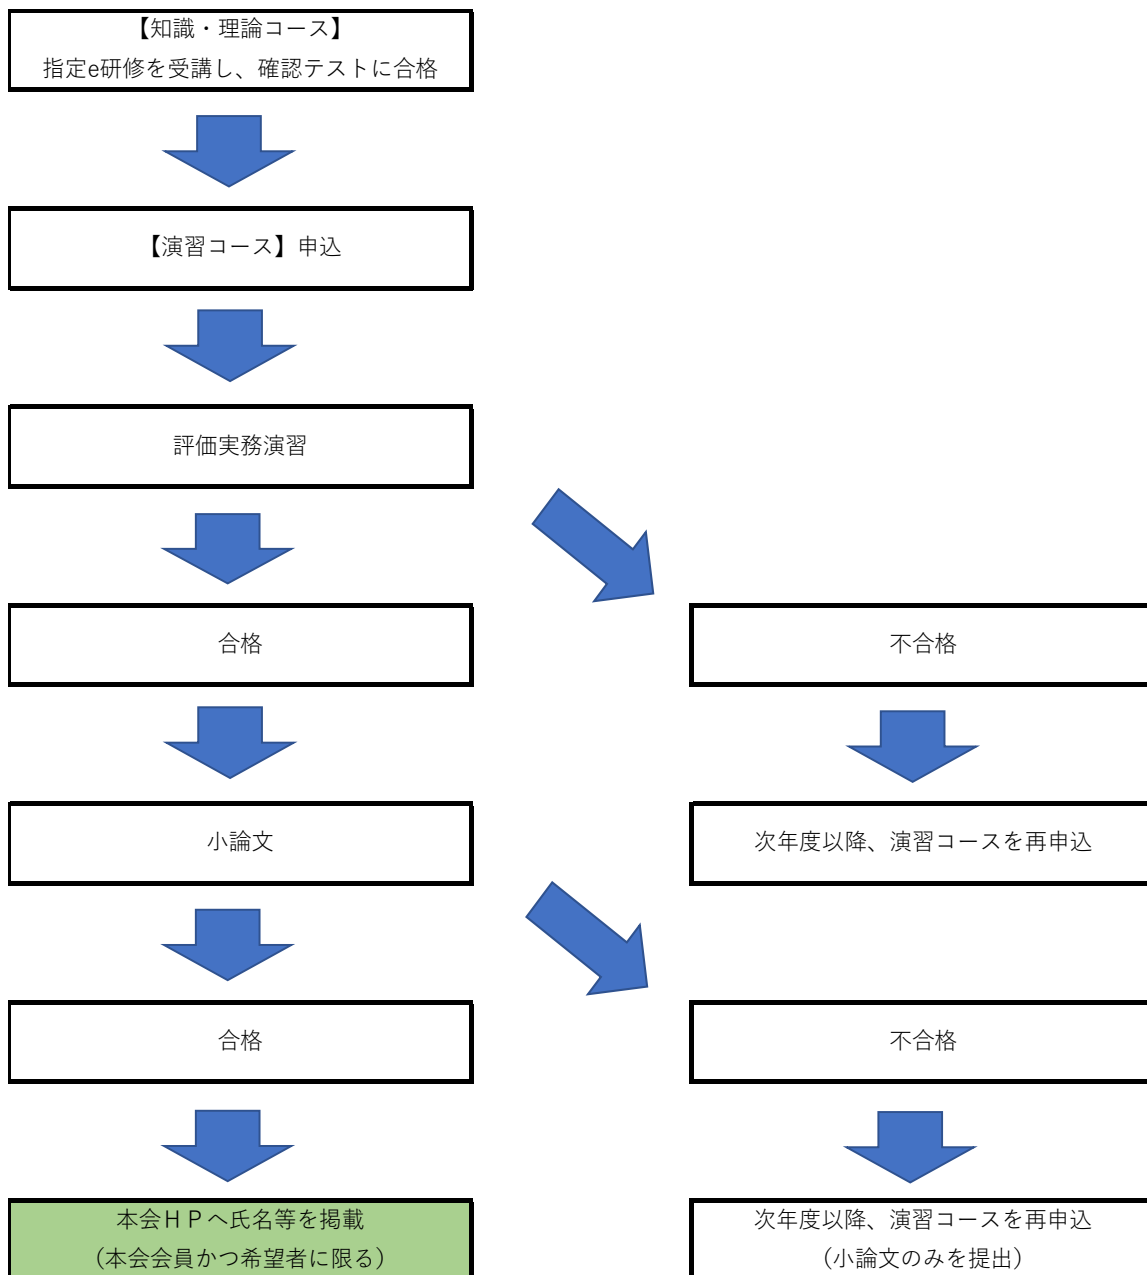 【知識・理論コース】
指定e研修を受講し、確認テストに合格
【演習コース】申込
評価実務演習
合格
不合格
小論文
次年度以降、演習コースを再申込
合格
不合格
本会ＨＰへ氏名等を掲載
（本会会員かつ希望者に限る）
次年度以降、演習コースを再申込
（小論文のみを提出）